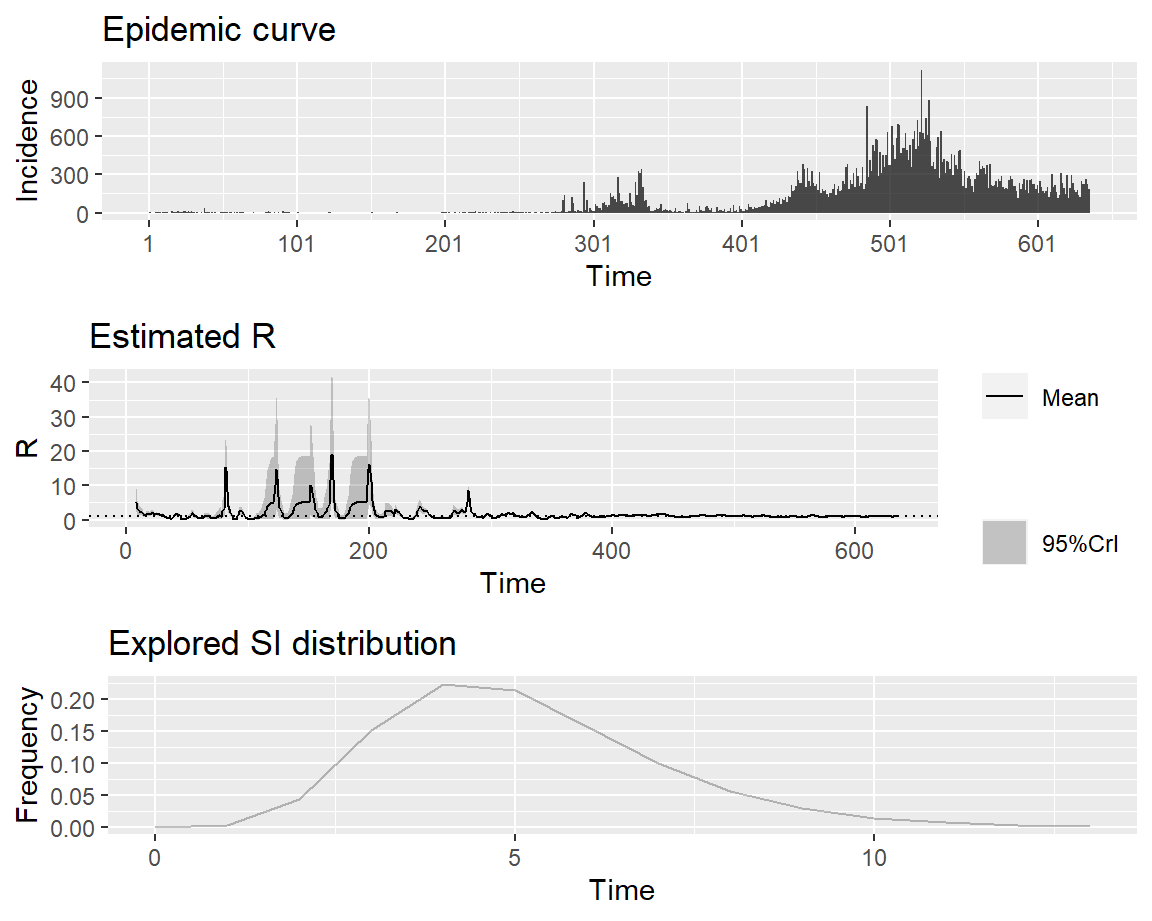 Epidemic curve
Incidence
900
600
300
0
1 101 201 301 401 501 601
Time
Estimated R
R
40
30
20
10
0
0 200 400 600
Time
Mean
95%CrI
Explored SI distribution
Frequency
0.20
0.15
0.10
0.05
0.00
0 5 10
Time